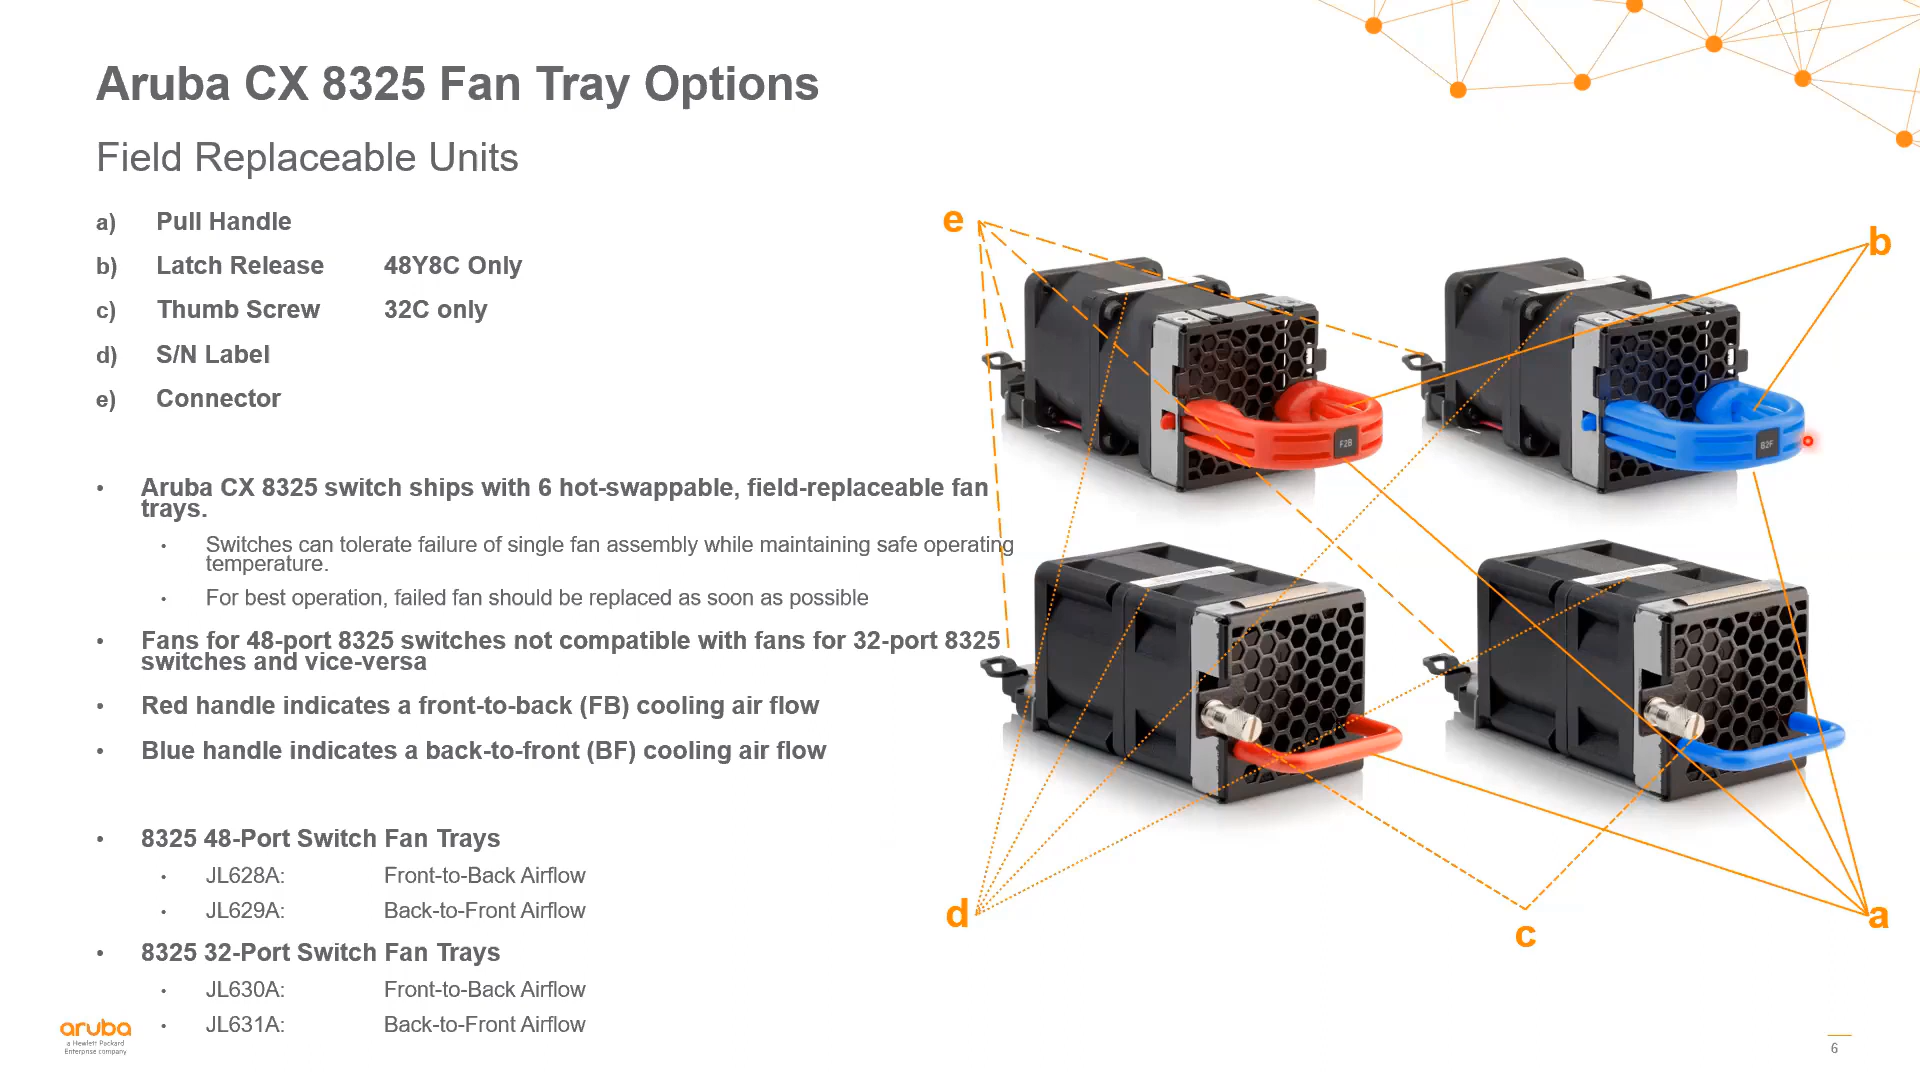 Aruba CX 8325 Fan Tray Options
Field Replaceable Units
a) Pull Handle
b) Latch Release 48Y8C Only
c) Thumb Screw 32C only
d) S/N Label
e) Connector
• Aruba CX 8325 switch ships with 6 hot-swappable, field-replaceable fan
trays.
• Switches can tolerate failure of single fan assembly while maintaining safe operating
temperature.
• For best operation, failed fan should be replaced as soon as possible
• Fans for 48-port 8325 switches not compatible with fans for 32-port 8325
switches and vice-versa
• Red handle indicates a front-to-back (FB) cooling air flow
• Blue handle indicates a back-to-front (BF) cooling air flow
• 8325 48-Port Switch Fan Trays
• JL628A: Front-to-Back Airflow
• JL629A: Back-to-Front Airflow
• 8325 32-Port Switch Fan Trays
• JL630A: Front-to-Back Airflow
• JL631A: Back-to-Front Airflow
e
b
F2B
B2F
d
c
a
aruba
a Hewlett Packard
Enterprise company
6